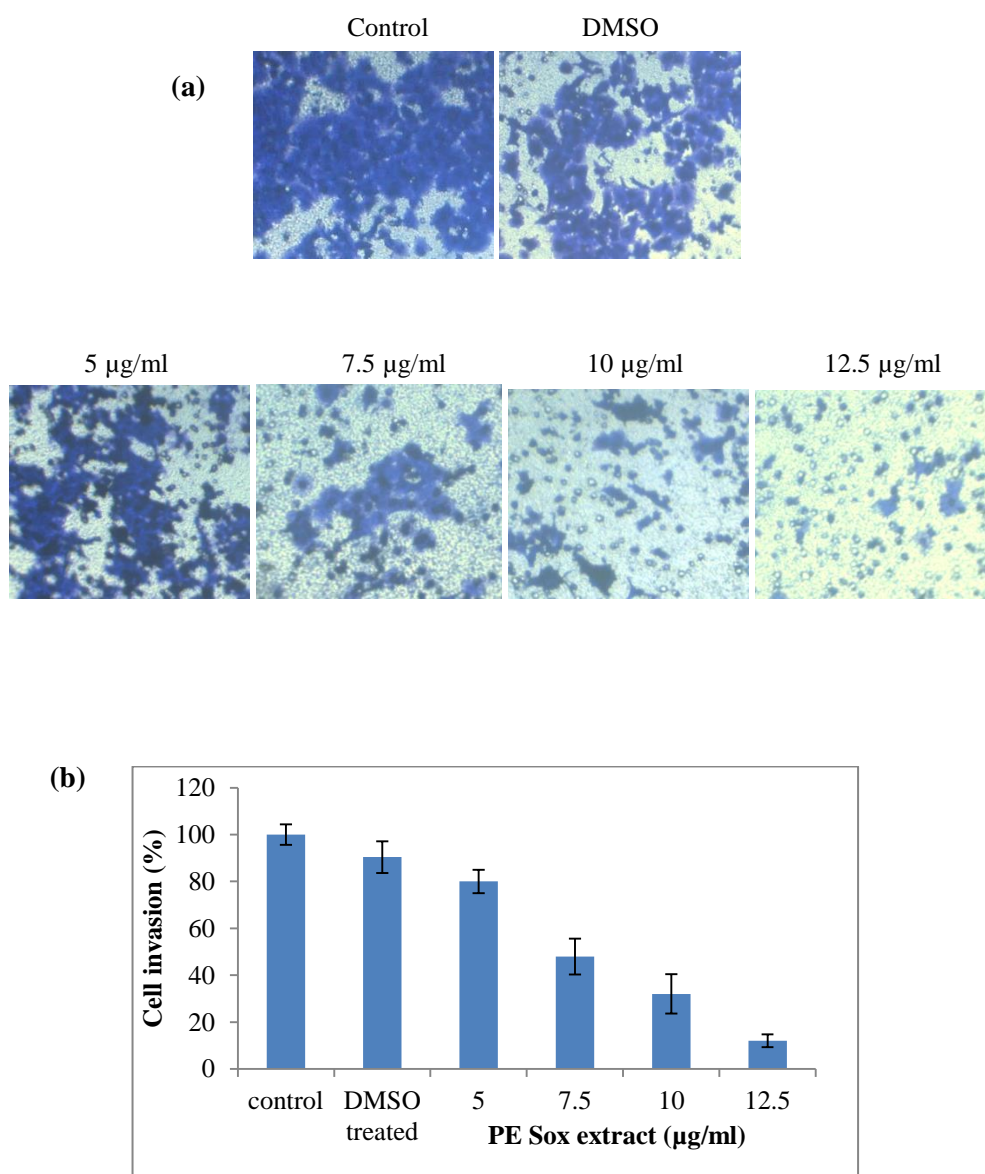 Control DMSO
(a)
5 µg/ml 7.5 µg/ml 10 µg/ml 12.5 µg/ml
(b)
120
100
80
60
40
20
0
Cell invasion (%)
control DMSO treated 5 7.5 10 12.5
PE Sox extract (µg/ml)